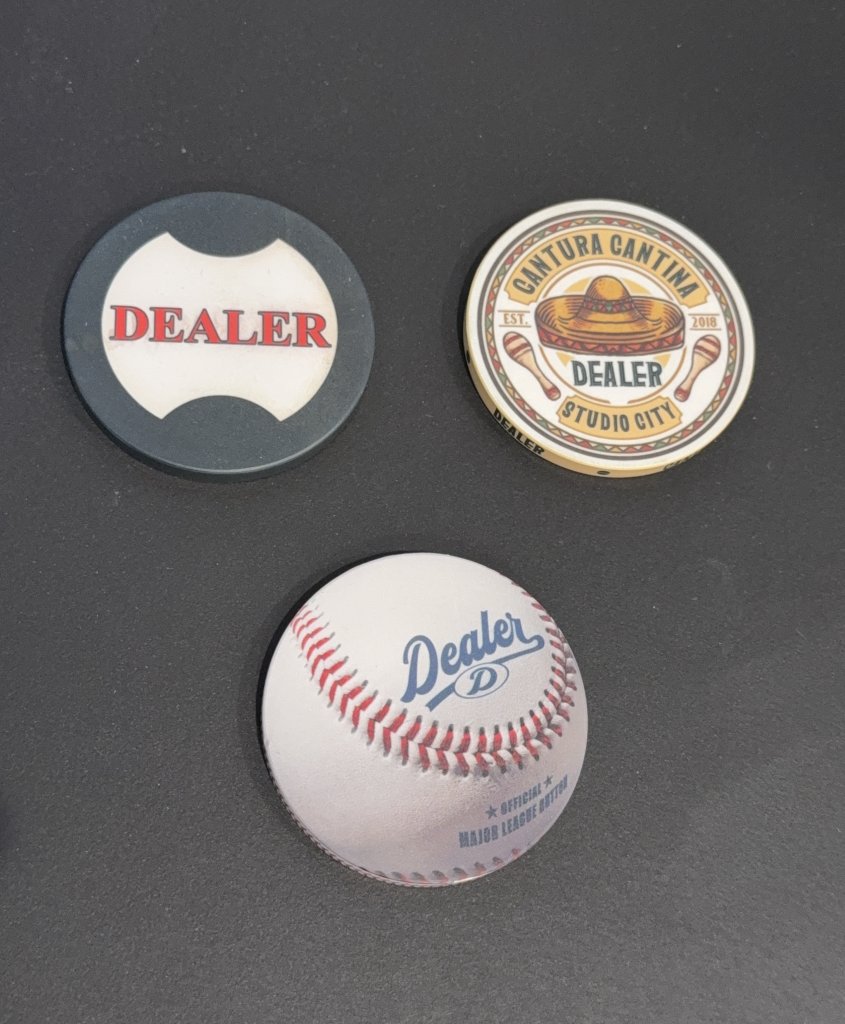 DEALER
CANTURA CANTINA
EST. 2018
DEALER
STUDIO CITY
DEALER
Dealer
D
★ OFFICIAL ★
MAJOR LEAGUE BUTTON